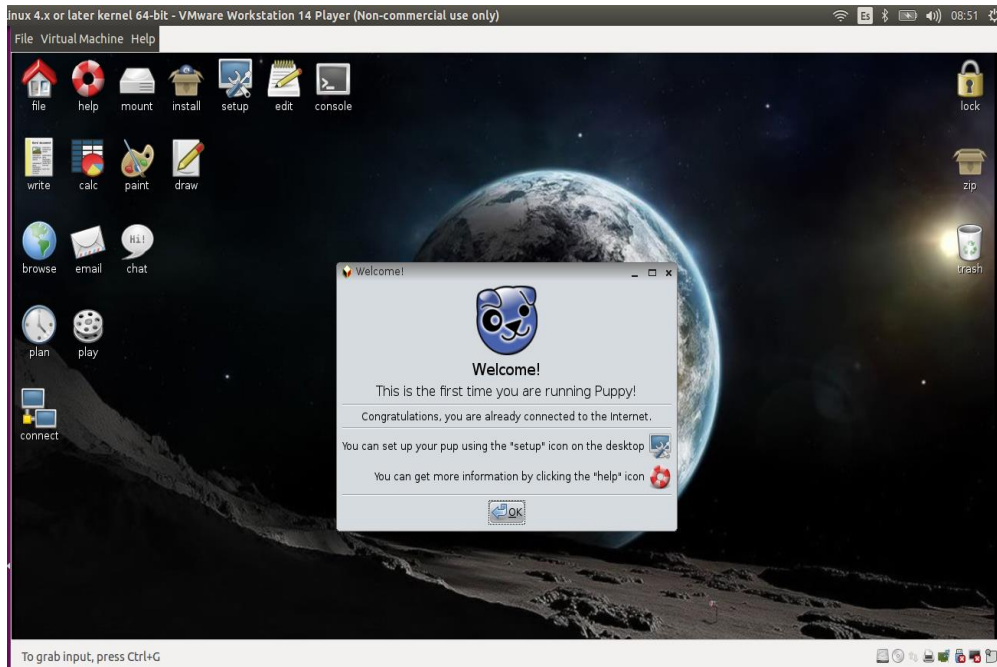 inux 4.x or later kernel 64-bit - VMware Workstation 14 Player (Non-commercial use only)
Es
08:51
File Virtual Machine Help
file help mount install setup edit console
lock
write calc paint draw
zip
browse email chat
trash
plan play
connect
Welcome!
Welcome!
This is the first time you are running Puppy!
Congratulations, you are already connected to the Internet.
You can set up your pup using the "setup" icon on the desktop
You can get more information by clicking the "help" icon
OK
To grab input, press Ctrl+G